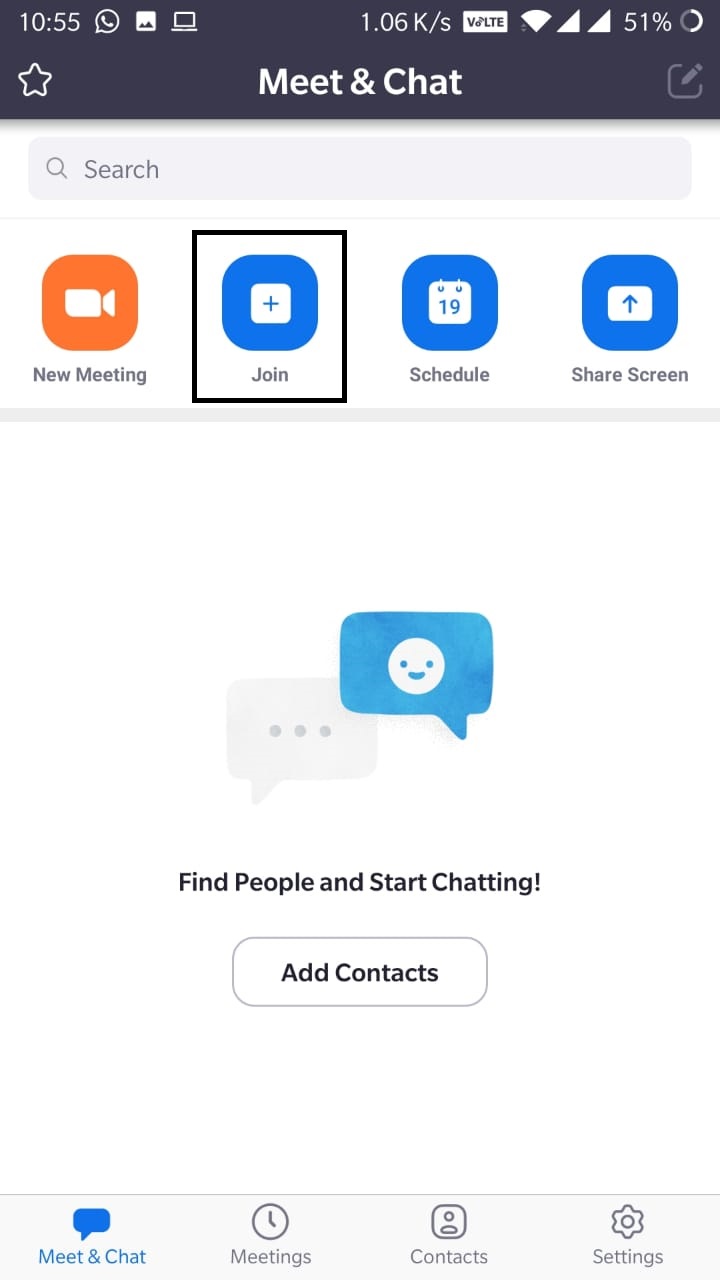 10:55 1.06 K/s VoLTE 51%
Meet & Chat
Search
19
New Meeting Join Schedule Share Screen
Find People and Start Chatting!
Add Contacts
Meet & Chat Meetings Contacts Settings